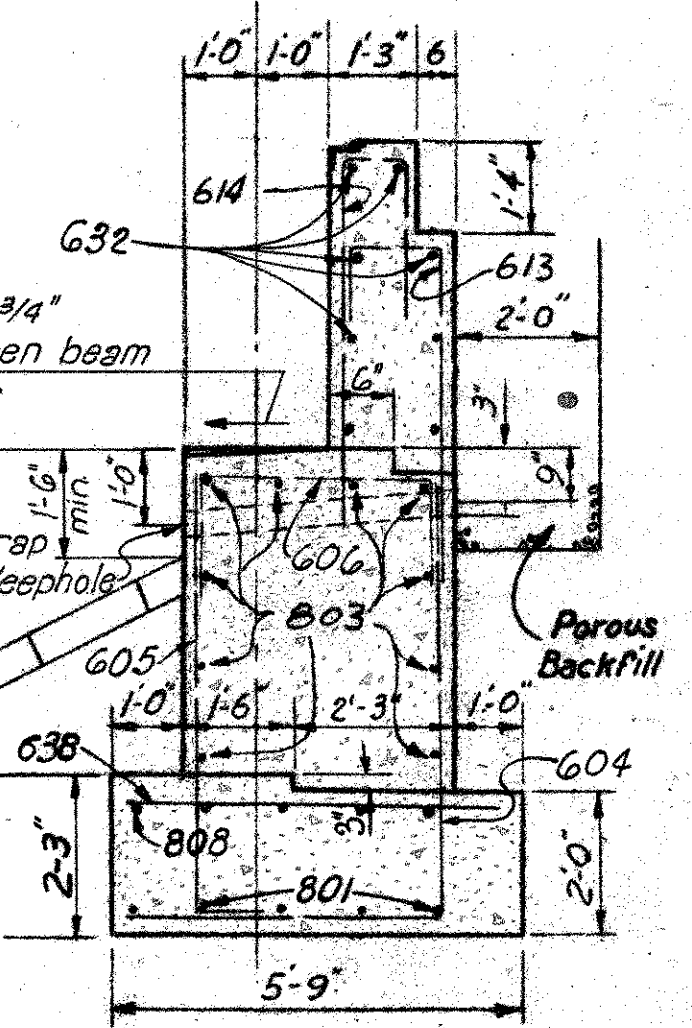 1'-0" 1'-0" 1'-3" 6
614
1'-4"
632
613
3/4"
2'-0"
en beam
6"
3"
1'-6" min.
1'-0"
9"
rap
eephole
606
803
Porous
Backfill
605
1'-0" 1'-6" 2'-3" 1'-0"
638
604
3"
808
2'-3"
2'-0"
801
5'-9"